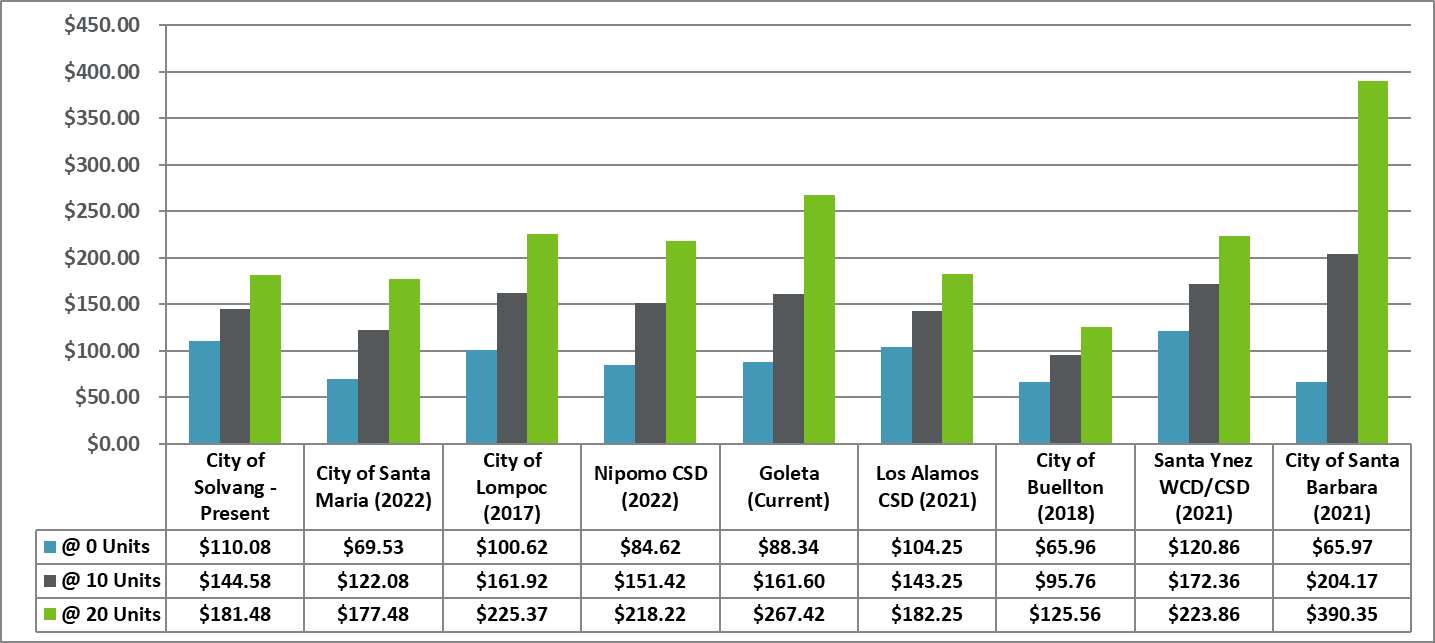 $450.00
$400.00
$350.00
$300.00
$250.00
$200.00
$150.00
$100.00
$50.00
$0.00
City of Solvang - Present
City of Santa Maria (2022)
City of Lompoc (2017)
Nipomo CSD (2022)
Goleta (Current)
Los Alamos CSD (2021)
City of Buellton (2018)
Santa Ynez WCD/CSD (2021)
City of Santa Barbara (2021)
@ 0 Units $110.08 $69.53 $100.62 $84.62 $88.34 $104.25 $65.96 $120.86 $65.97
@ 10 Units $144.58 $122.08 $161.92 $151.42 $161.60 $143.25 $95.76 $172.36 $204.17
@ 20 Units $181.48 $177.48 $225.37 $218.22 $267.42 $182.25 $125.56 $223.86 $390.35